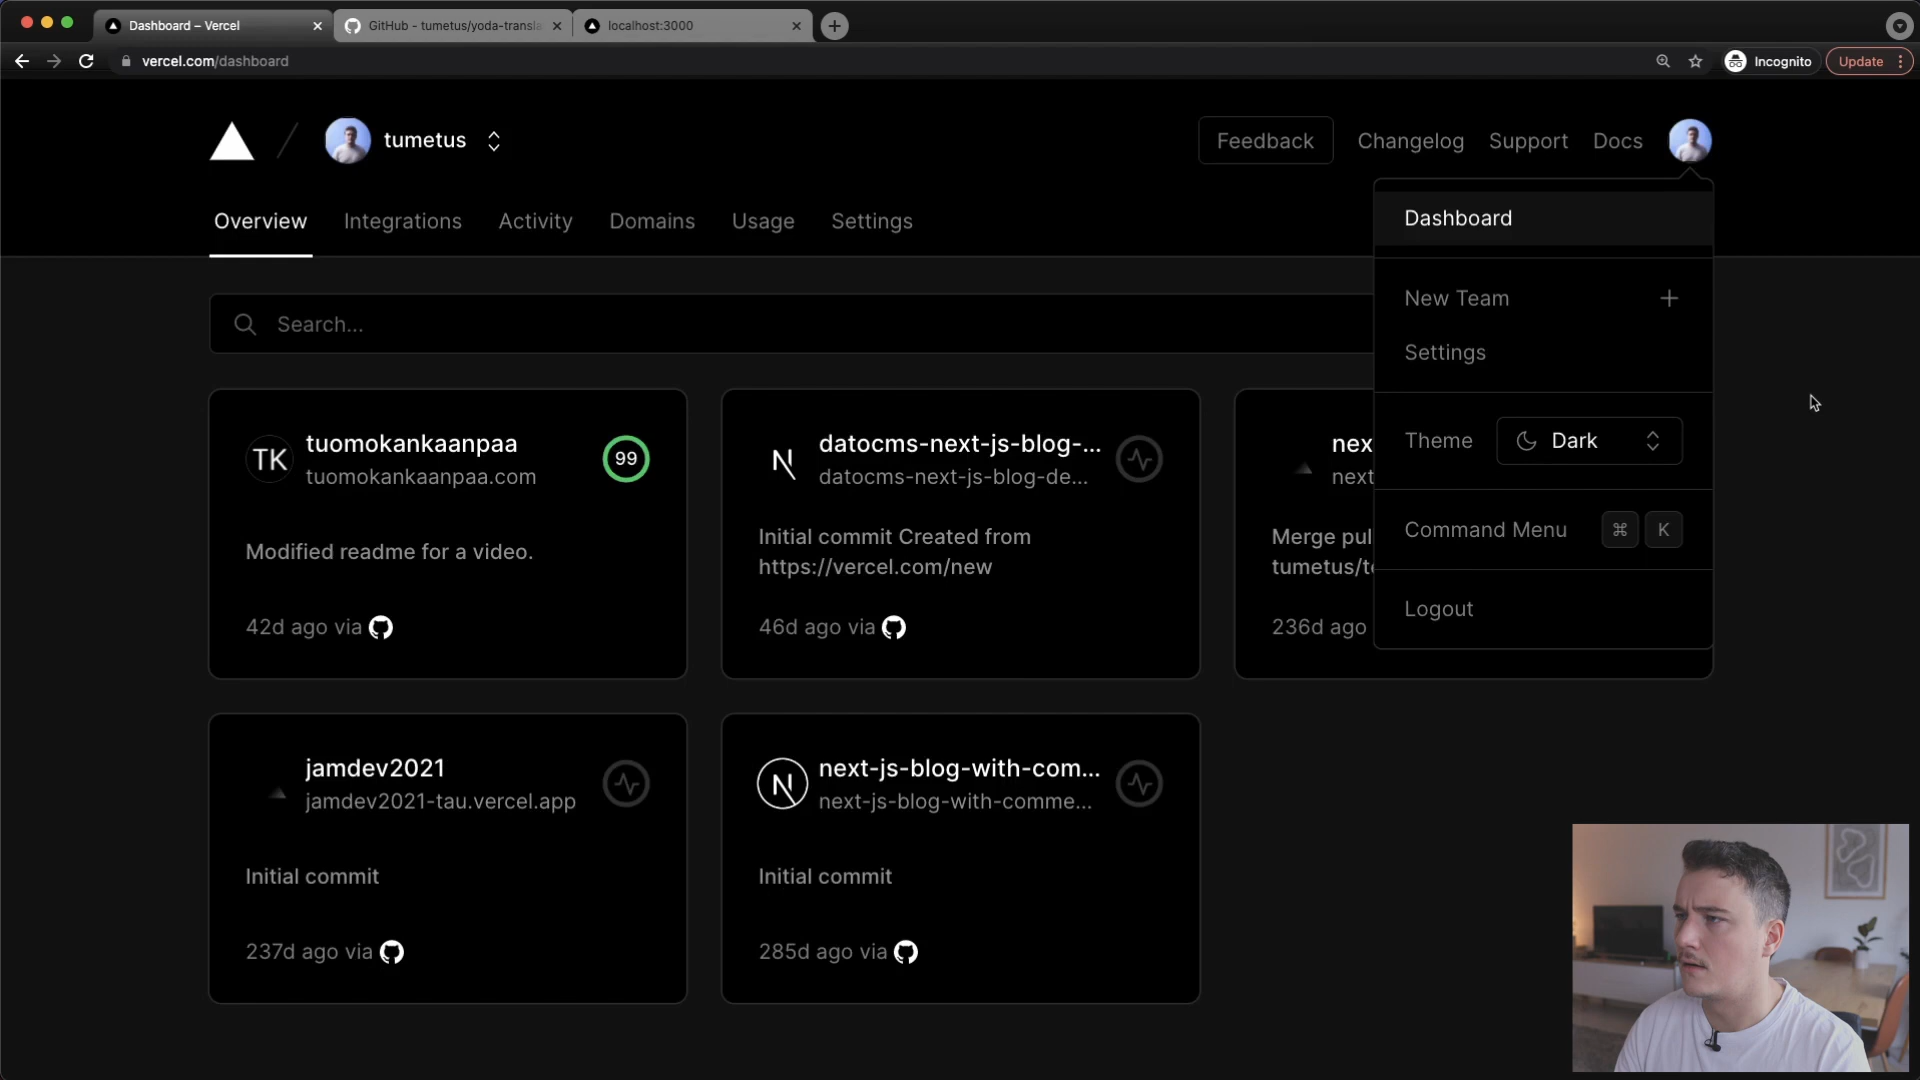 Dashboard – Vercel
GitHub - tumetus/yoda-transla
localhost:3000
vercel.com/dashboard
Incognito
Update
tumetus
Feedback
Changelog
Support
Docs
Overview
Integrations
Activity
Domains
Usage
Settings
Dashboard
New Team
Settings
Theme
Dark
Command Menu
⌘ K
Logout
Search...
TK
tuomokankaanpaa
tuomokankaanpaa.com
99
Modified readme for a video.
42d ago via
N
datocms-next-js-blog-...
datocms-next-js-blog-de...
Initial commit Created from
https://vercel.com/new
46d ago via
nex
next
Merge pul
tumetus/te
236d ago
jamdev2021
jamdev2021-tau.vercel.app
Initial commit
237d ago via
N
next-js-blog-with-com...
next-js-blog-with-comme...
Initial commit
285d ago via